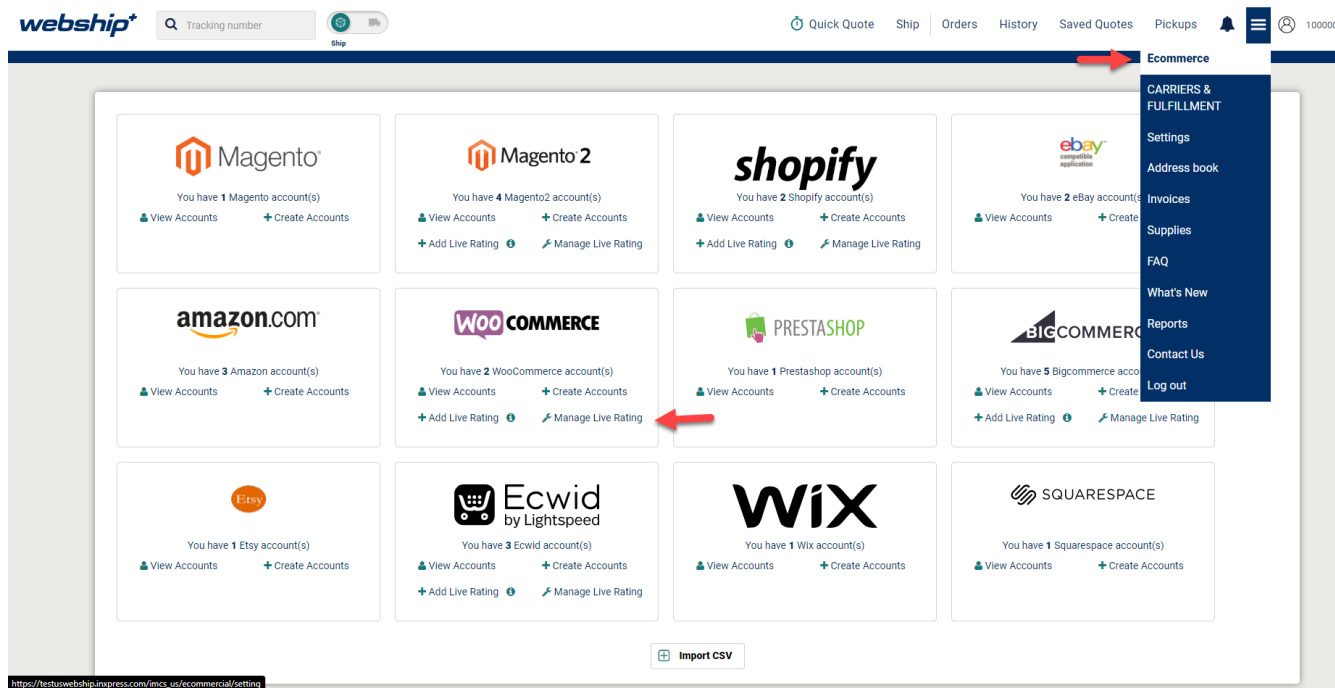 webship+
Tracking number
Ship
Quick Quote
Ship
Orders
History
Saved Quotes
Pickups
100000
Ecommerce
CARRIERS &
FULFILLMENT
Settings
Address book
Invoices
Supplies
FAQ
What's New
Reports
Contact Us
Log out
Magento
You have 1 Magento account(s)
View Accounts
Create Accounts
Magento 2
You have 4 Magento2 account(s)
View Accounts
Create Accounts
Add Live Rating
Manage Live Rating
shopify
You have 2 Shopify account(s)
View Accounts
Create Accounts
Add Live Rating
Manage Live Rating
ebay
compatible
application
You have 2 eBay account(s
View Accounts
Create
amazon.com
You have 3 Amazon account(s)
View Accounts
Create Accounts
WOO COMMERCE
You have 2 WooCommerce account(s)
View Accounts
Create Accounts
Add Live Rating
Manage Live Rating
PRESTASHOP
You have 1 Prestashop account(s)
View Accounts
Create Accounts
BIGCOMMERC
You have 5 Bigcommerce acco
View Accounts
Create
Add Live Rating
Manage Live Rating
Etsy
You have 1 Etsy account(s)
View Accounts
Create Accounts
Ecwid
by Lightspeed
You have 3 Ecwid account(s)
View Accounts
Create Accounts
Add Live Rating
Manage Live Rating
WiX
You have 1 Wix account(s)
View Accounts
Create Accounts
SQUARESPACE
You have 1 Squarespace account(s)
View Accounts
Create Accounts
Import CSV
https://testuswebship.inxpress.com/imcs_us/ecommercial/setting